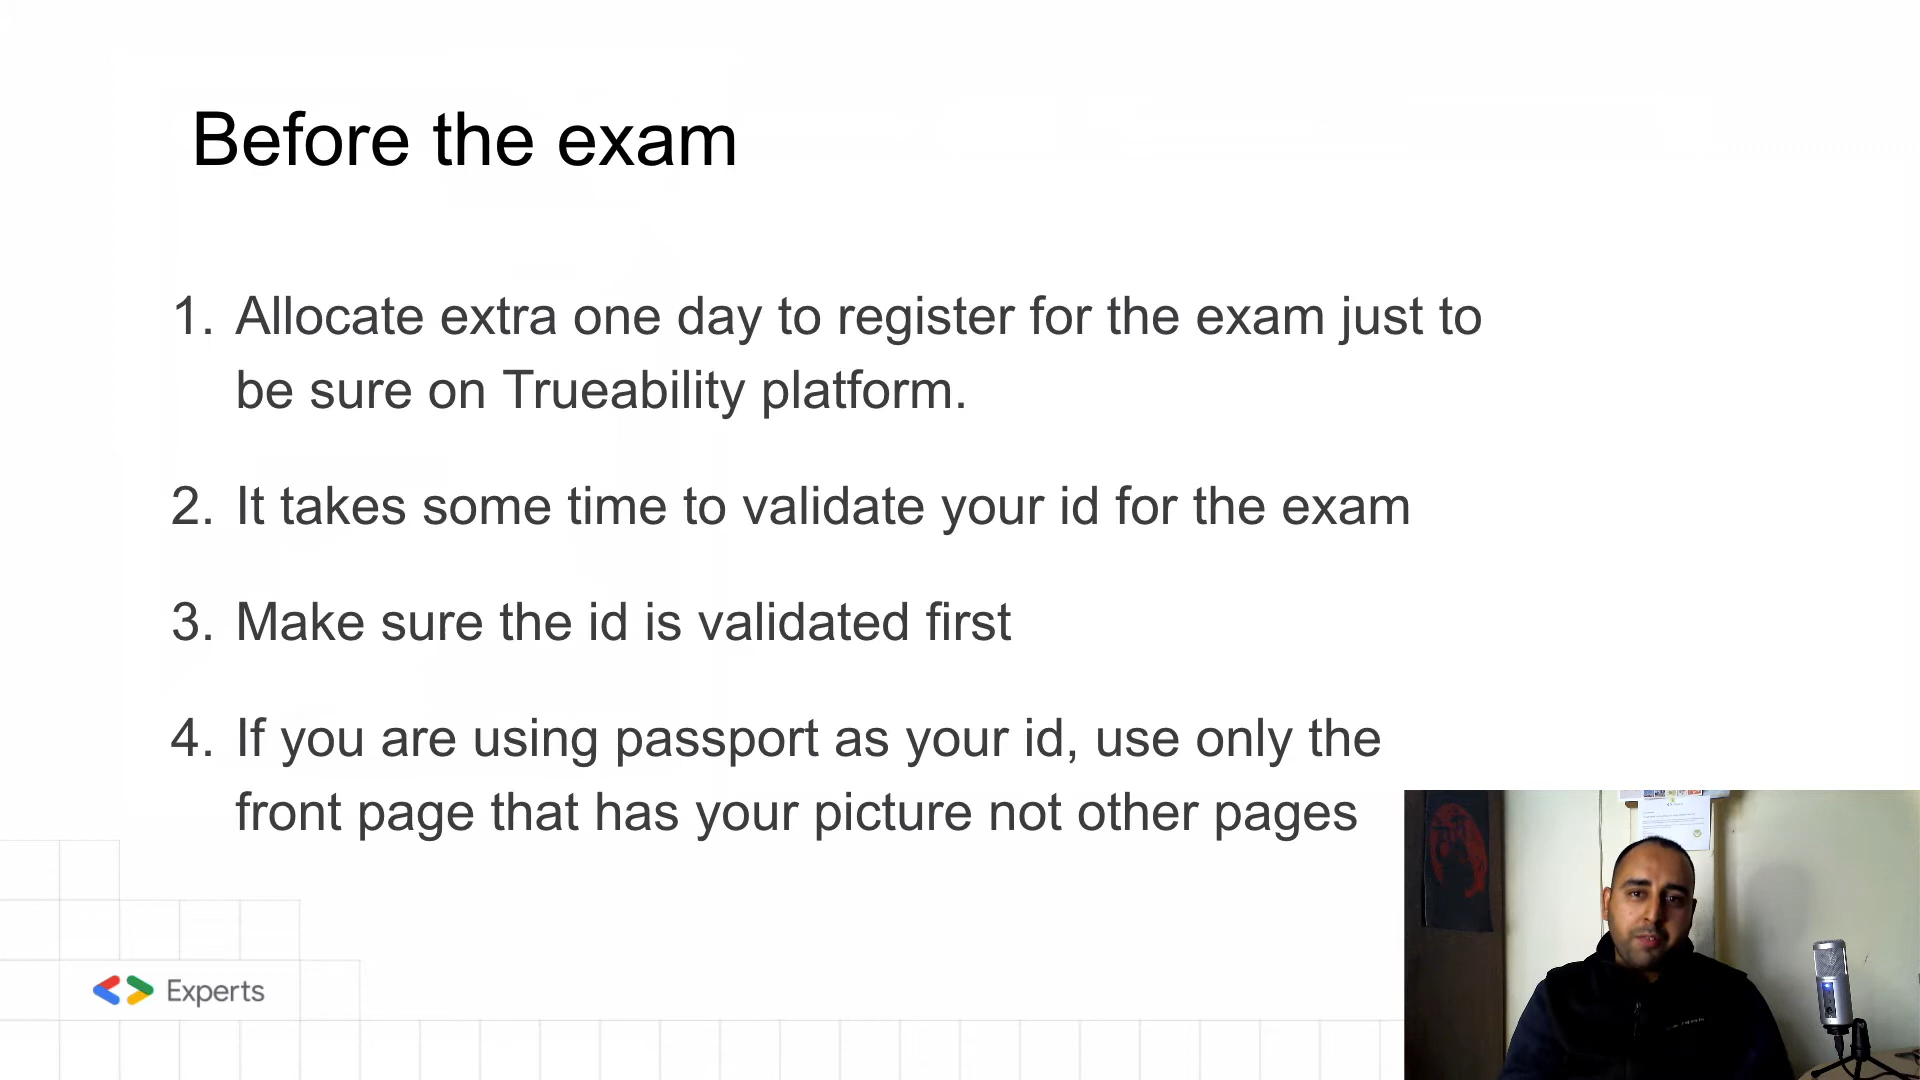 Before the exam
1. Allocate extra one day to register for the exam just to
be sure on Trueability platform.
2. It takes some time to validate your id for the exam
3. Make sure the id is validated first
4. If you are using passport as your id, use only the
front page that has your picture not other pages
Experts